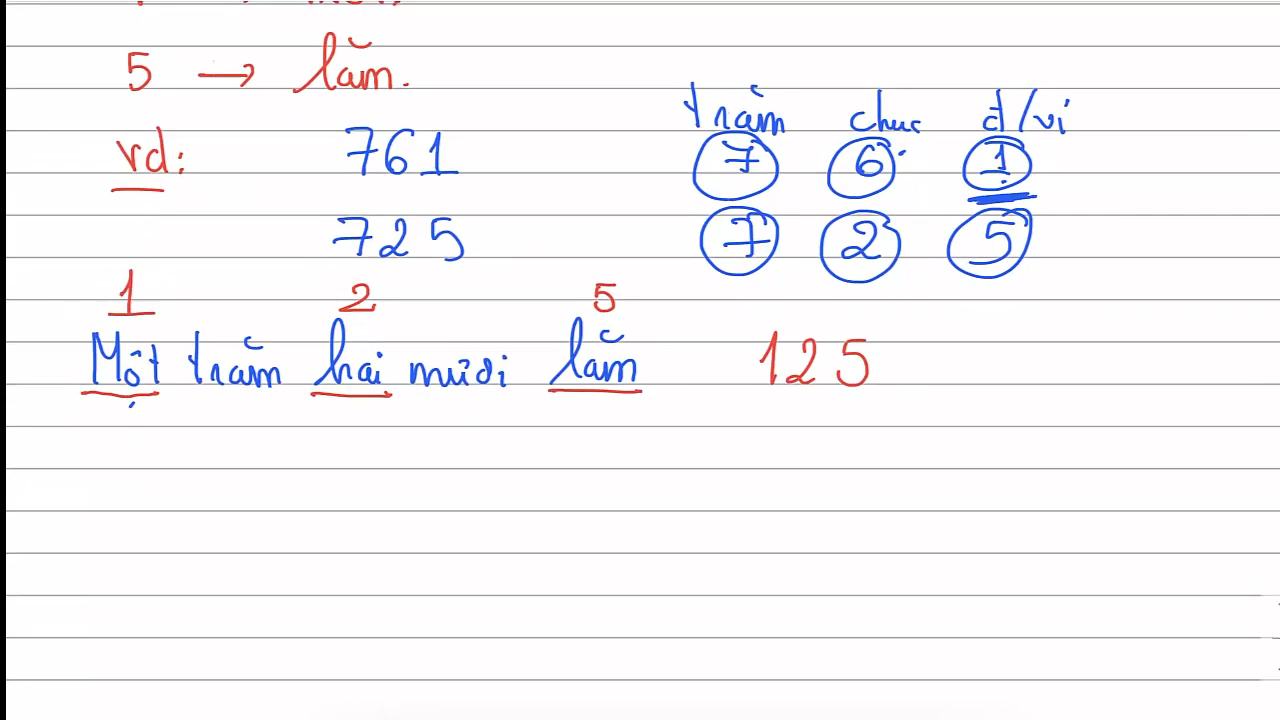 5 → lăm.
trăm chục đ/vị
vd: 761 7 6 1
725 7 2 5
1 2 5
Một trăm hai mươi lăm 125